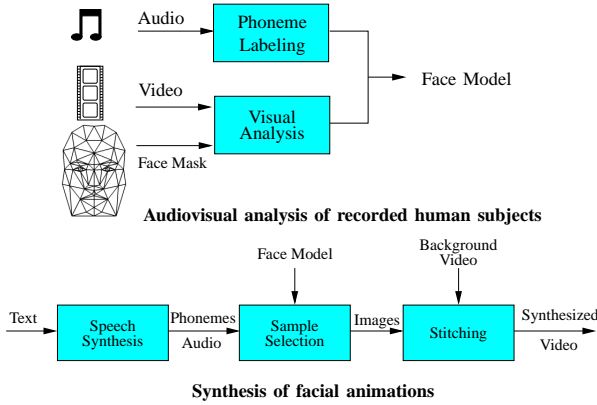 Audio
Phoneme
Labeling
Video
Visual
Analysis
Face Mask
Face Model
Audiovisual analysis of recorded human subjects
Face Model
Background
Video
Text
Speech
Synthesis
Phonemes
Audio
Sample
Selection
Images
Stitching
Synthesized
Video
Synthesis of facial animations